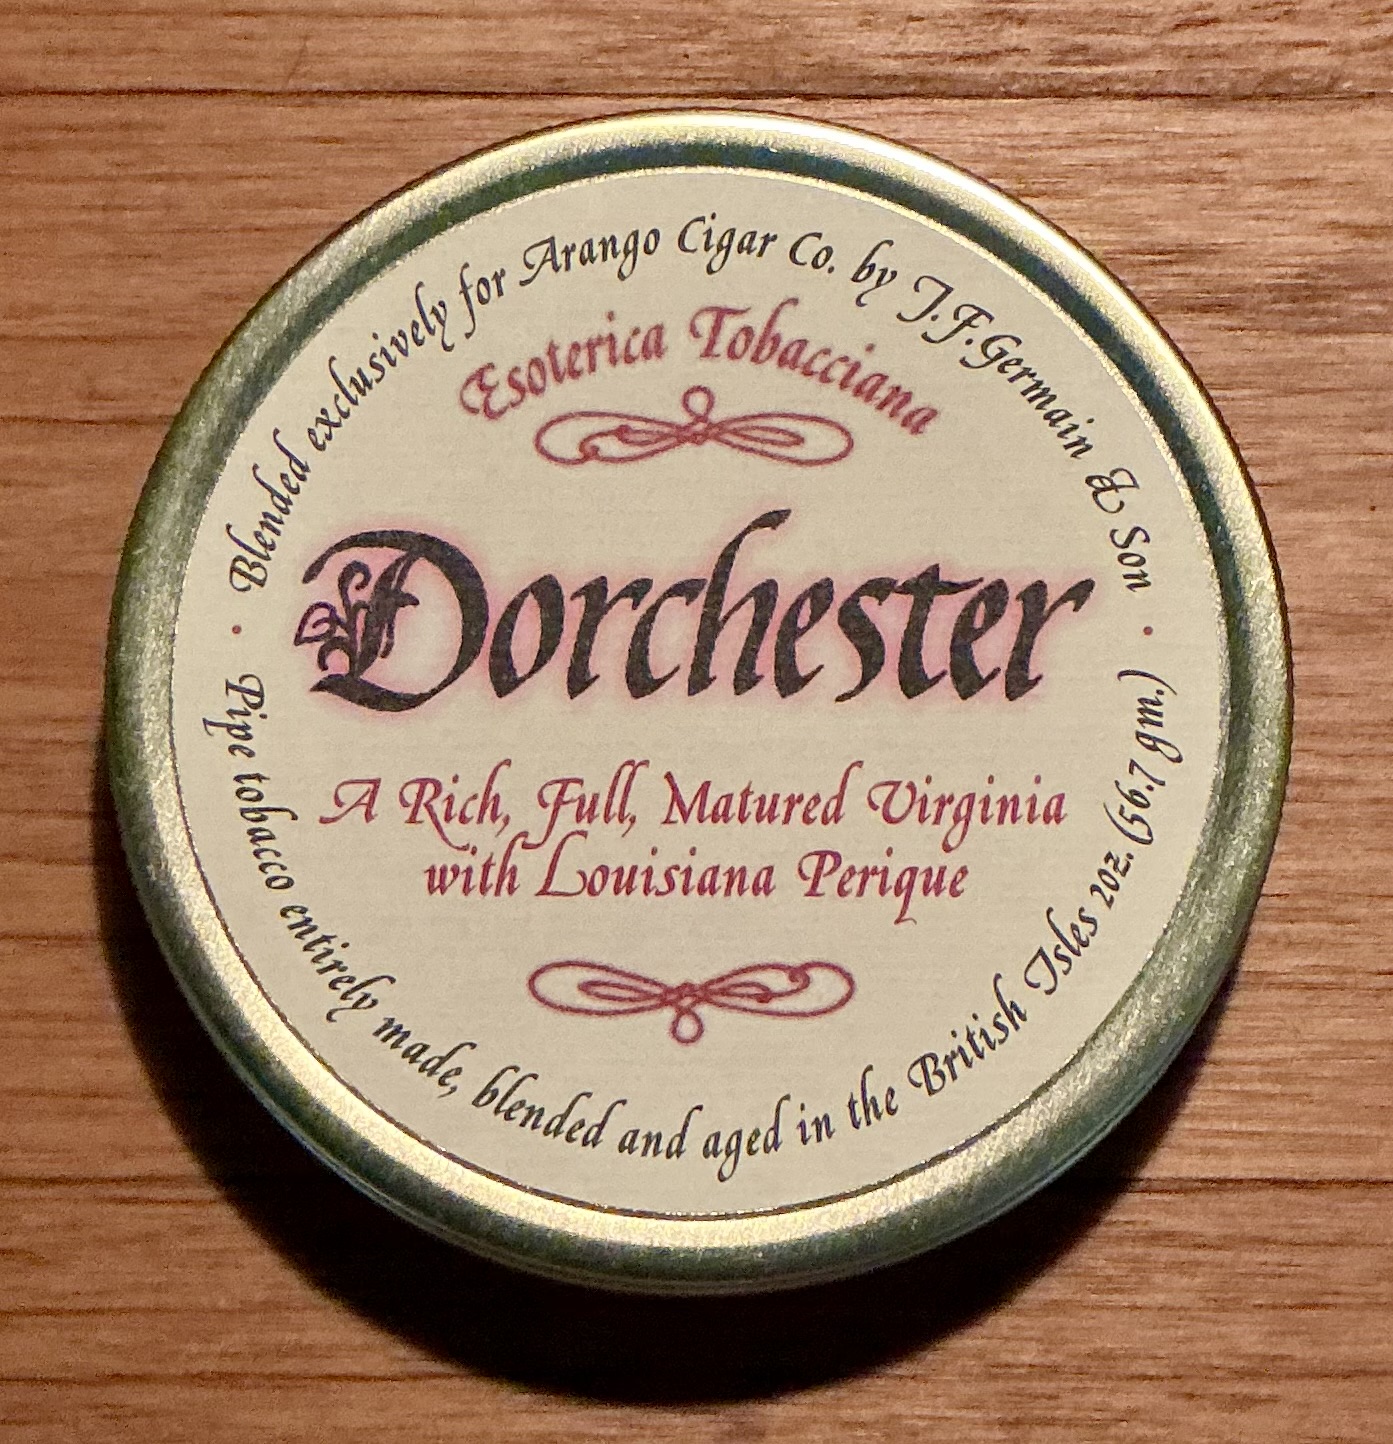 Blended exclusively for Arango Cigar Co. by J.F. Germain & Son
Esoterica Tobacciana
Dorchester
A Rich, Full, Matured Virginia
with Louisiana Perique
Pipe tobacco entirely made, blended and aged in the British Isles 2oz. (56.7 gm.)